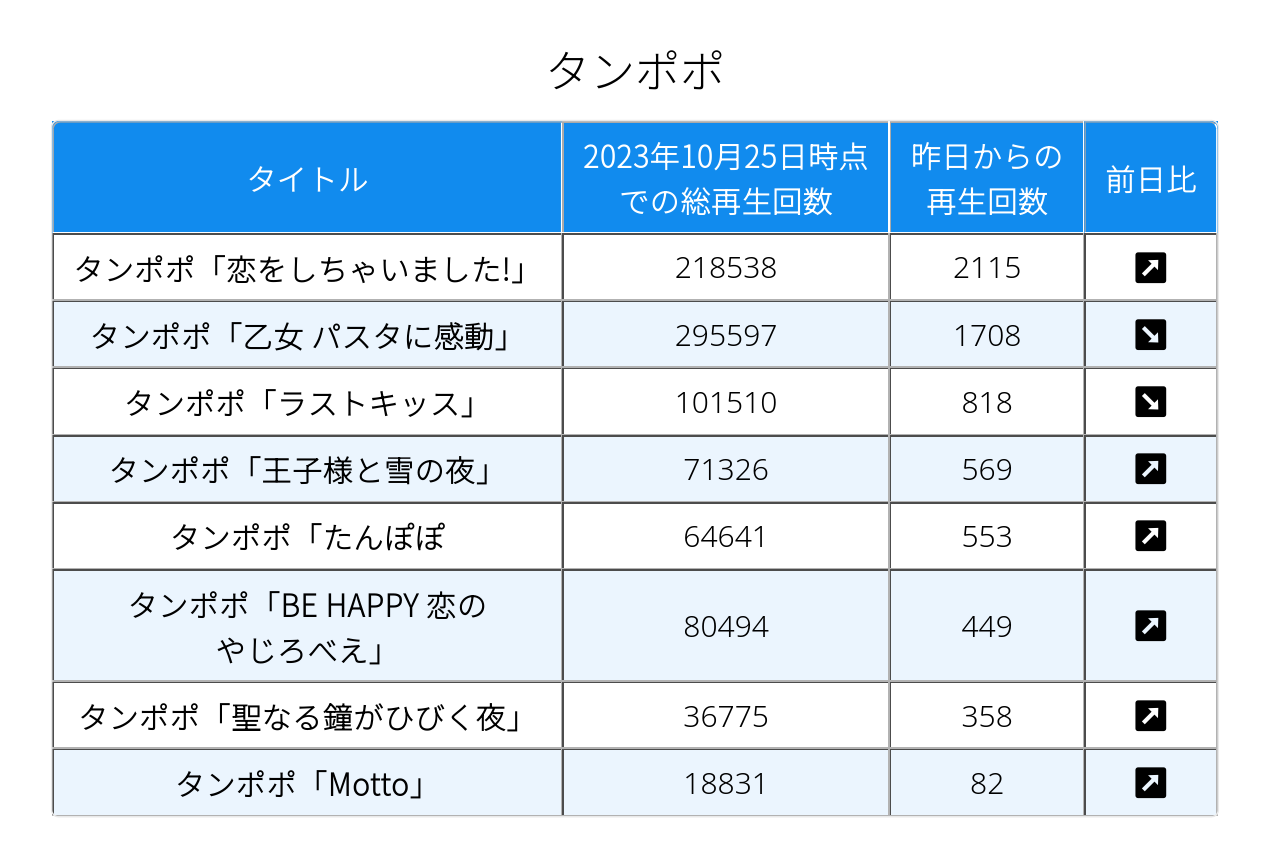 タンポポ
タイトル
2023年10月25日時点
での総再生回数
昨日からの
再生回数
前日比
タンポポ「恋をしちゃいました!」 218538 2115 ↗
タンポポ「乙女 パスタに感動」 295597 1708 ↘
タンポポ「ラストキッス」 101510 818 ↘
タンポポ「王子様と雪の夜」 71326 569 ↗
タンポポ「たんぽぽ 64641 553 ↗
タンポポ「BE HAPPY 恋の
やじろべえ」 80494 449 ↗
タンポポ「聖なる鐘がひびく夜」 36775 358 ↗
タンポポ「Motto」 18831 82 ↗